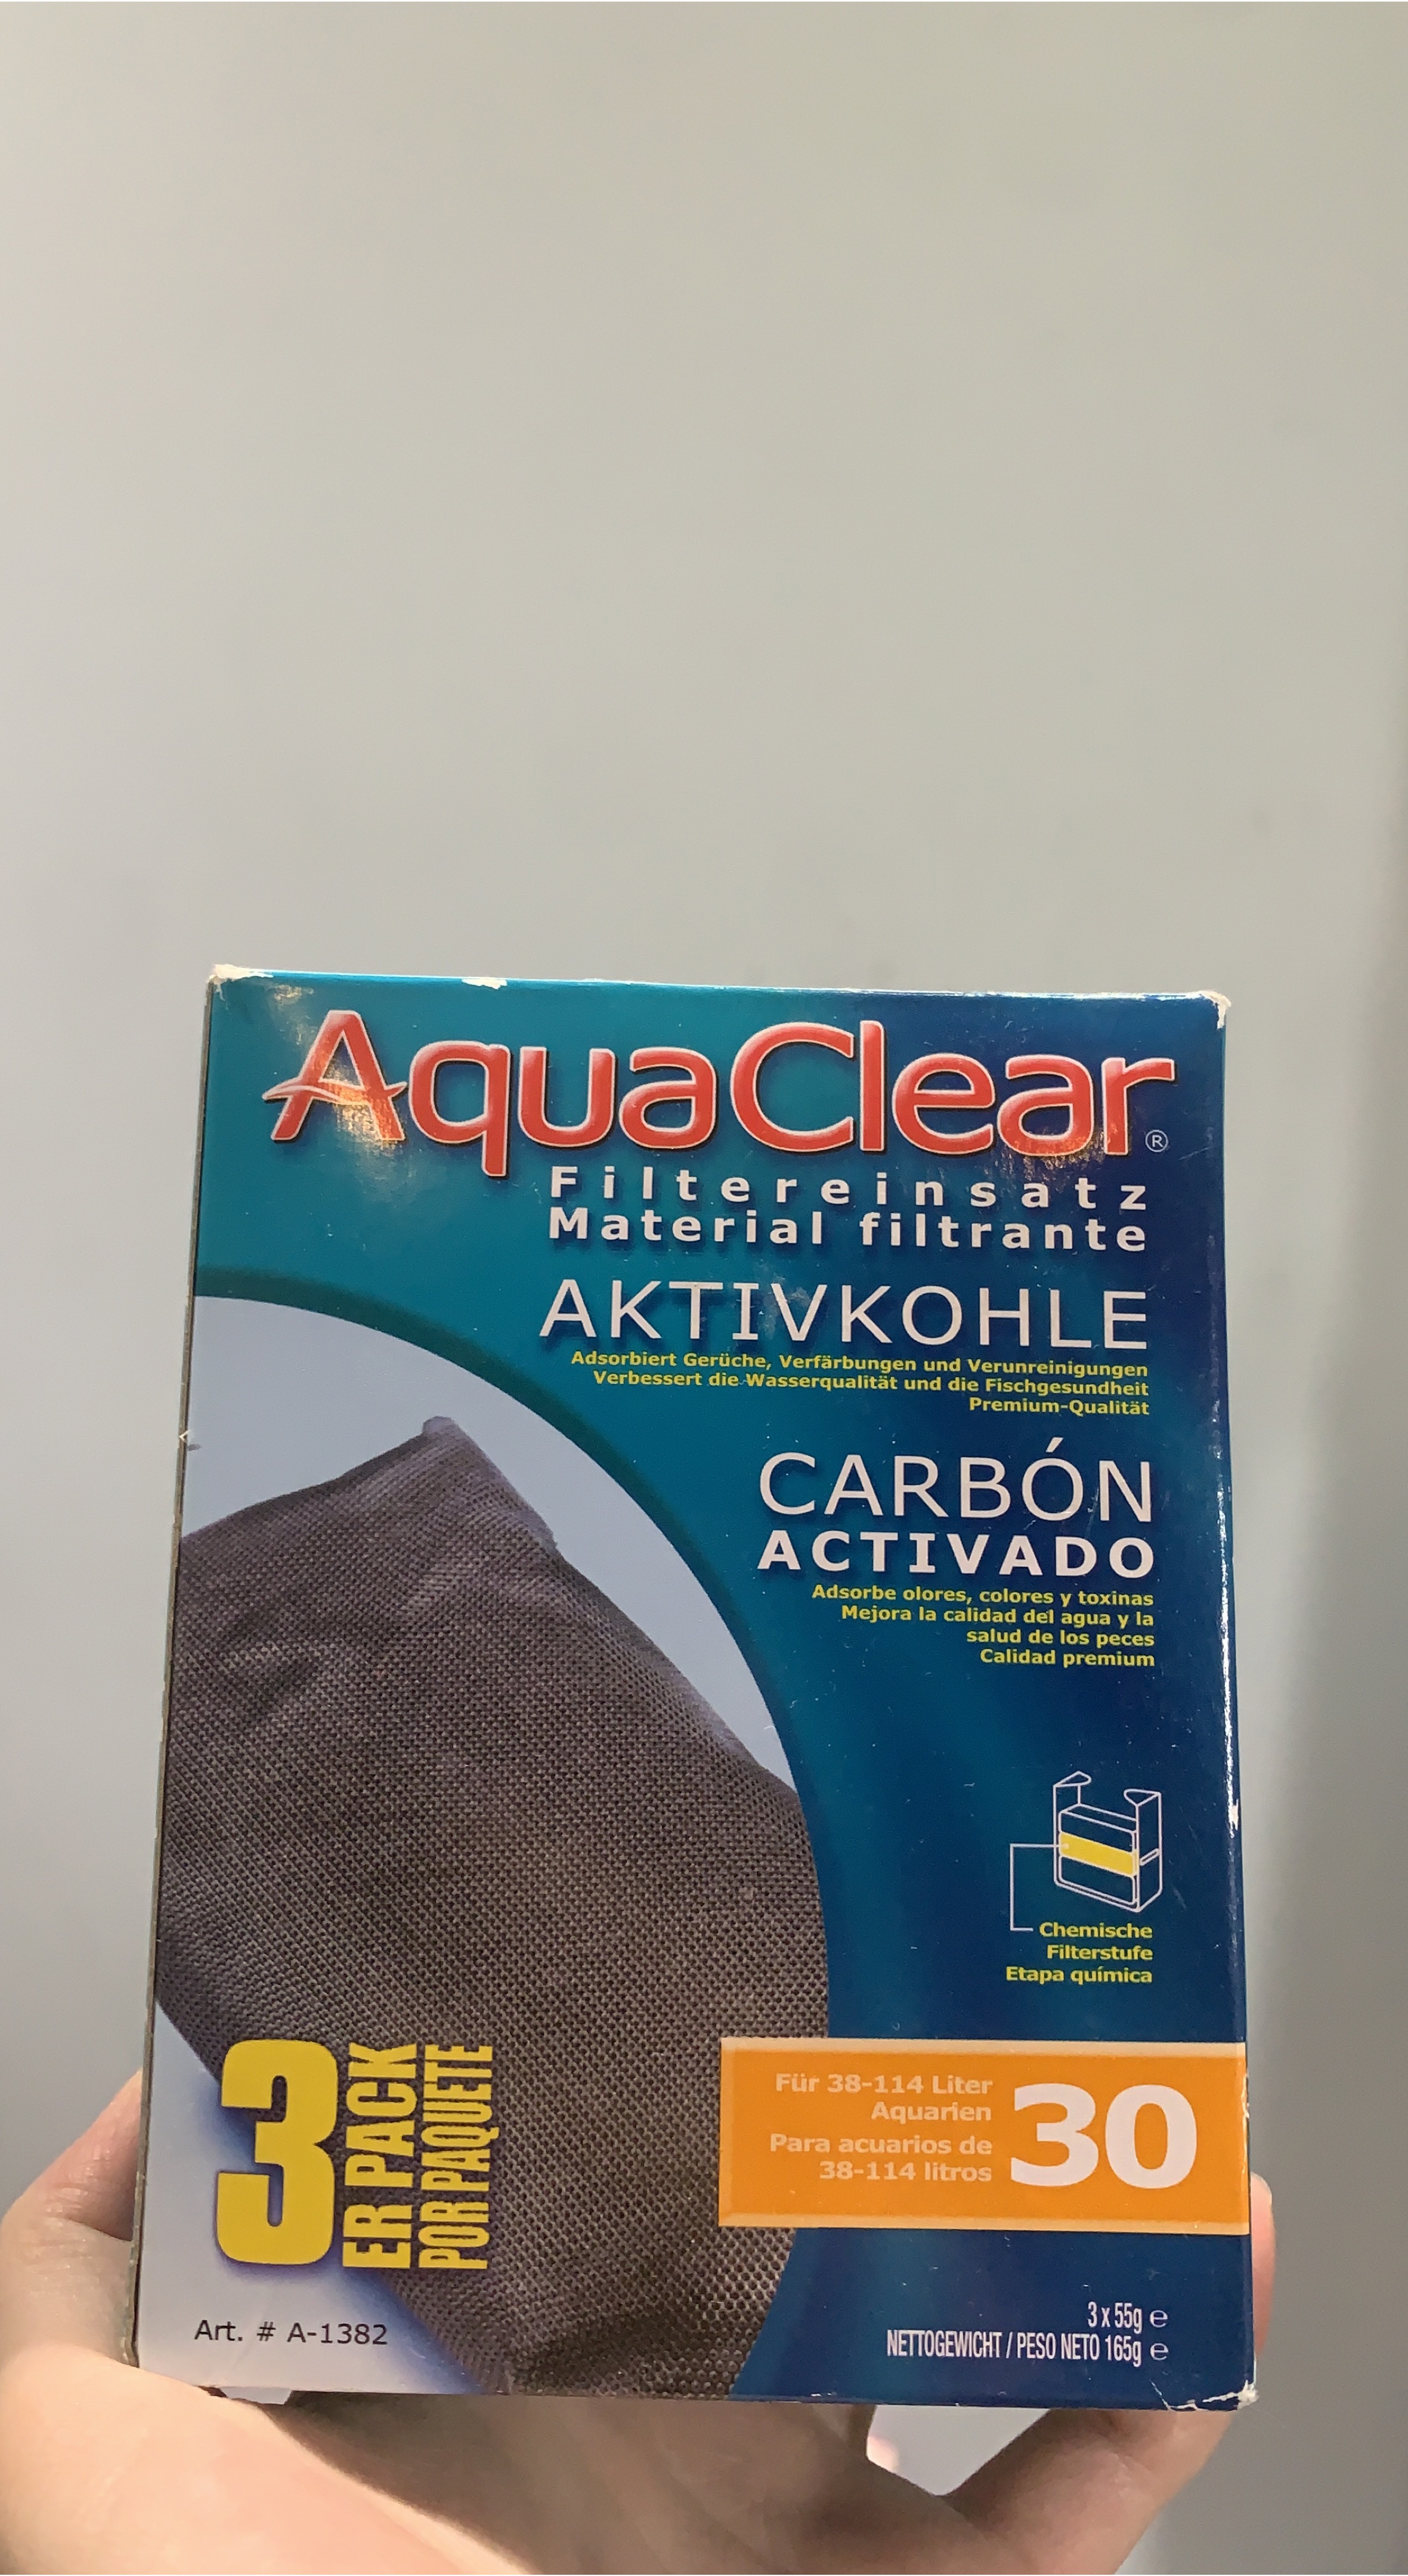 AquaClear®
Filtereinsatz
Material filtrante
AKTIVKOHLE
Adsorbiert Gerüche, Verfärbungen und Verunreinigungen
Verbessert die Wasserqualität und die Fischgesundheit
Premium-Qualität
CARBÓN
ACTIVADO
Adsorbe olores, colores y toxinas
Mejora la calidad del agua y la
salud de los peces
Calidad premium
Chemische
Filterstufe
Etapa química
3
ER PACK
POR PAQUETE
Für 38-114 Liter
Aquarien
Para acuarios de
38-114 litros
30
Art. # A-1382
3 x 55g ℮
NETTOGEWICHT / PESO NETO 165g ℮